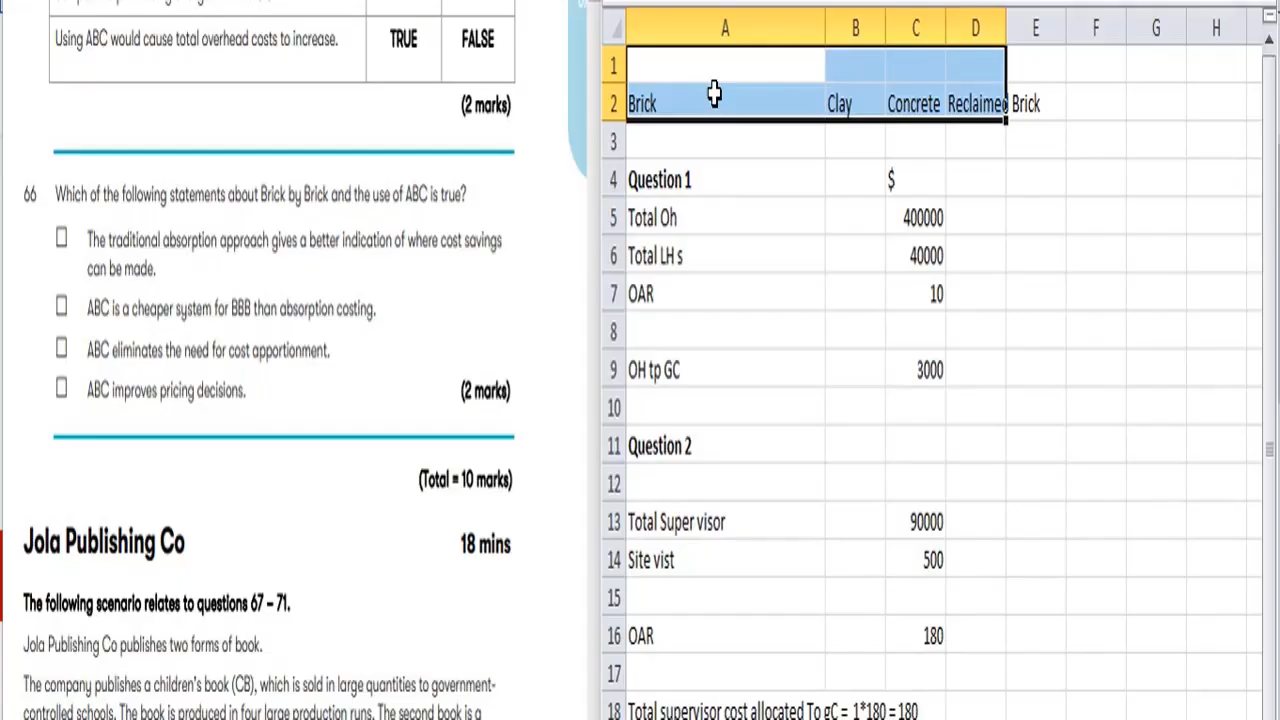 Using ABC would cause total overhead costs to increase. TRUE FALSE
(2 marks)
66 Which of the following statements about Brick by Brick and the use of ABC is true?
The traditional absorption approach gives a better indication of where cost savings
can be made.
ABC is a cheaper system for BBB than absorption costing.
ABC eliminates the need for cost apportionment.
ABC improves pricing decisions. (2 marks)
(Total = 10 marks)
Jola Publishing Co 18 mins
The following scenario relates to questions 67 – 71.
Jola Publishing Co publishes two forms of book.
The company publishes a children's book (CB), which is sold in large quantities to government-
controlled schools. The book is produced in four large production runs. The second book is a
A B C D E F G H
1
2 Brick Clay Concrete Reclaimed Brick
3
4 Question 1 $
5 Total Oh 400000
6 Total LH s 40000
7 OAR 10
8
9 OH tp GC 3000
10
11 Question 2
12
13 Total Super visor 90000
14 Site vist 500
15
16 OAR 180
17
18 Total supervisor cost allocated To gC = 1*180 =180